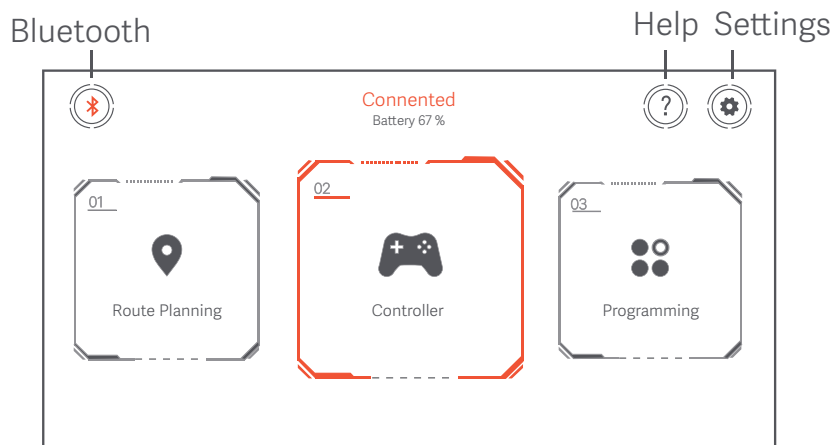 Bluetooth
Help Settings
Connented
Battery 67 %
?
01
02
03
Route Planning
Controller
Programming